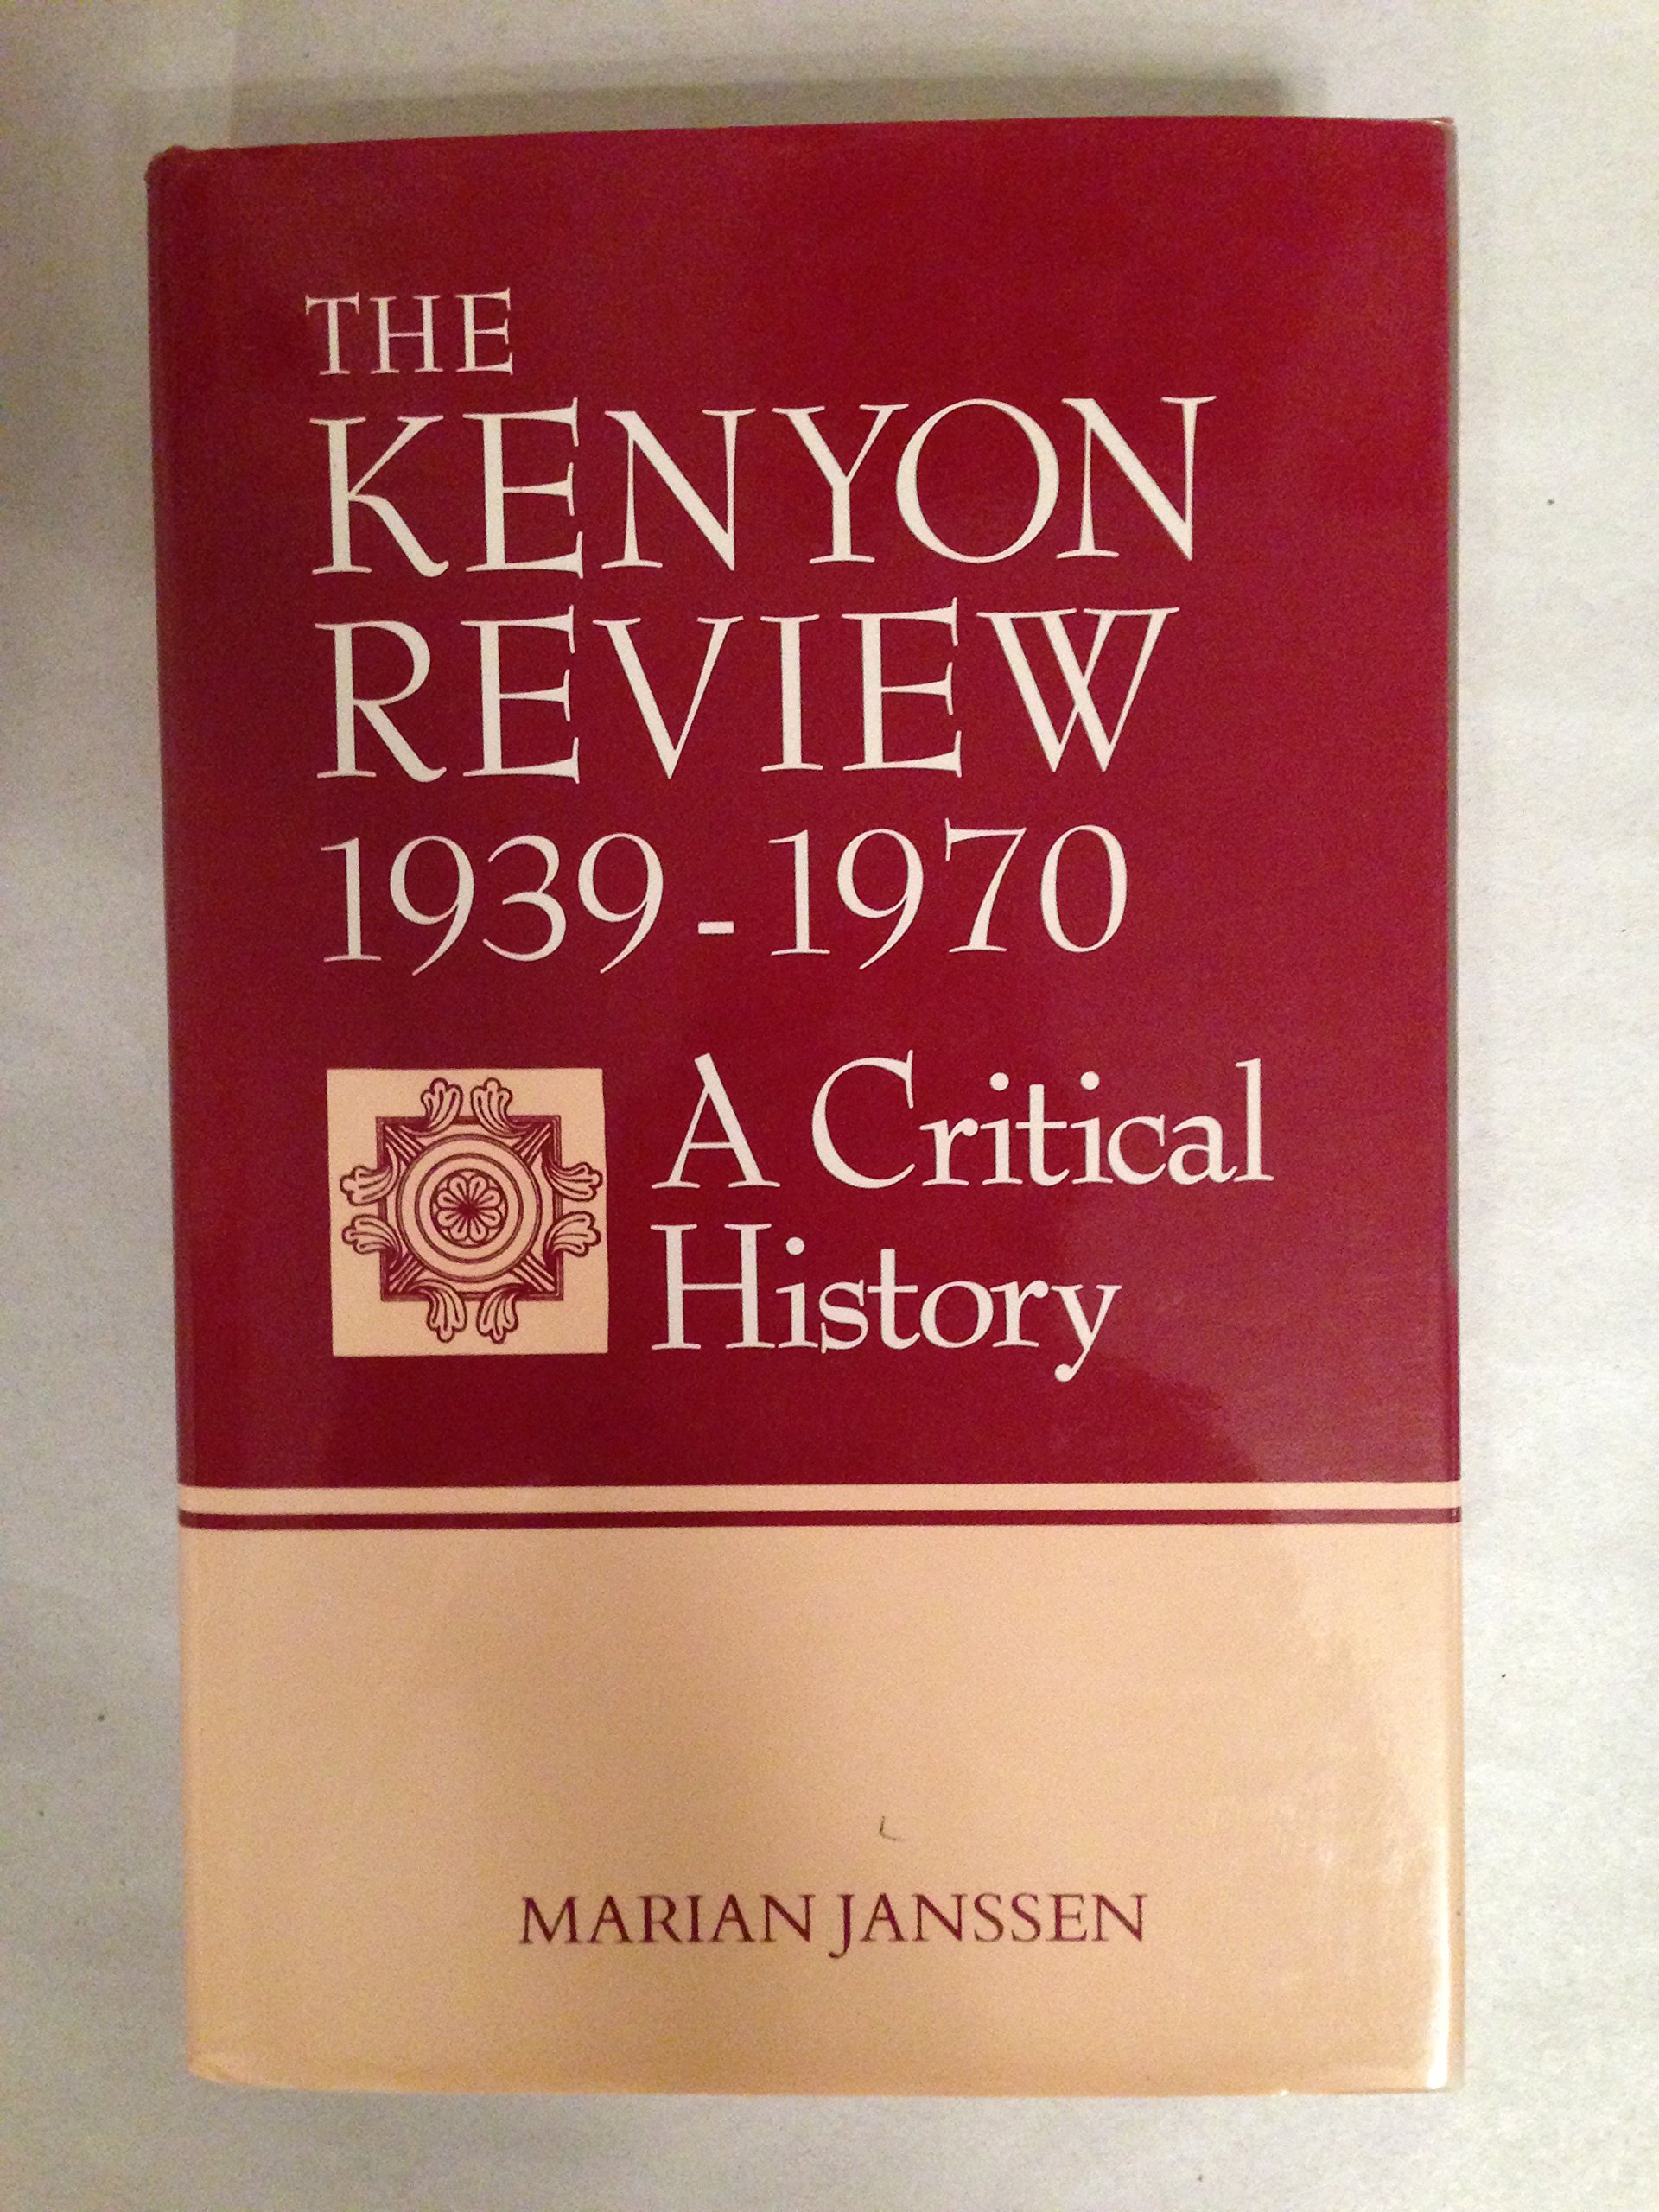 THE
KENYON
REVIEW
1939-1970
A Critical
History
MARIAN JANSSEN